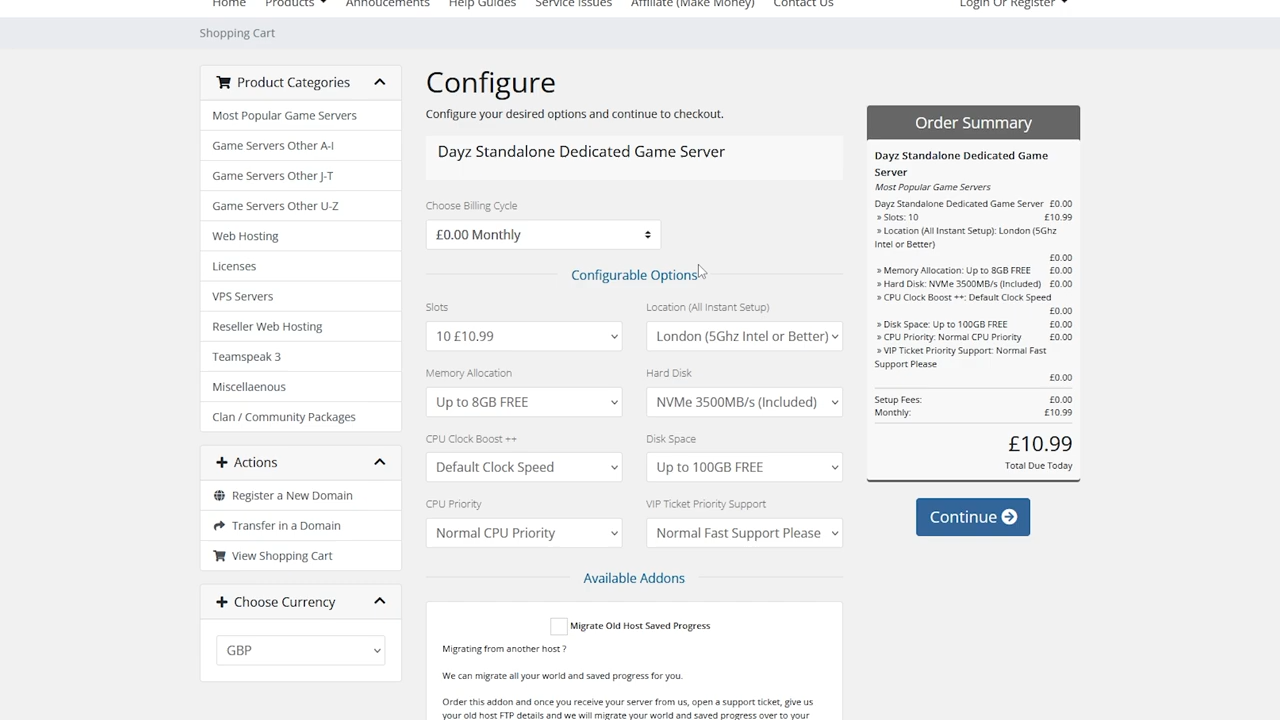 Home Products Annoucements Help Guides Service Issues Affiliate (Make Money) Contact Us Login Or Register
Shopping Cart
Product Categories
Most Popular Game Servers
Game Servers Other A-I
Game Servers Other J-T
Game Servers Other U-Z
Web Hosting
Licenses
VPS Servers
Reseller Web Hosting
Teamspeak 3
Miscellaenous
Clan / Community Packages
Actions
Register a New Domain
Transfer in a Domain
View Shopping Cart
Choose Currency
GBP
Configure
Configure your desired options and continue to checkout.
Dayz Standalone Dedicated Game Server
Choose Billing Cycle
£0.00 Monthly
Configurable Options
Slots Location (All Instant Setup)
10 £10.99 London (5Ghz Intel or Better)
Memory Allocation Hard Disk
Up to 8GB FREE NVMe 3500MB/s (Included)
CPU Clock Boost ++ Disk Space
Default Clock Speed Up to 100GB FREE
CPU Priority VIP Ticket Priority Support
Normal CPU Priority Normal Fast Support Please
Available Addons
Migrate Old Host Saved Progress
Migrating from another host ?
We can migrate all your world and saved progress for you.
Order this addon and once you receive your server from us, open a support ticket, give us
your old host FTP details and we will migrate your world and saved progress over to your
Order Summary
Dayz Standalone Dedicated Game
Server
Most Popular Game Servers
Dayz Standalone Dedicated Game Server £0.00
» Slots: 10 £10.99
» Location (All Instant Setup): London (5Ghz
Intel or Better)
£0.00
» Memory Allocation: Up to 8GB FREE £0.00
» Hard Disk: NVMe 3500MB/s (Included) £0.00
» CPU Clock Boost ++: Default Clock Speed
£0.00
» Disk Space: Up to 100GB FREE £0.00
» CPU Priority: Normal CPU Priority £0.00
» VIP Ticket Priority Support: Normal Fast
Support Please
£0.00
Setup Fees: £0.00
Monthly: £10.99
£10.99
Total Due Today
Continue